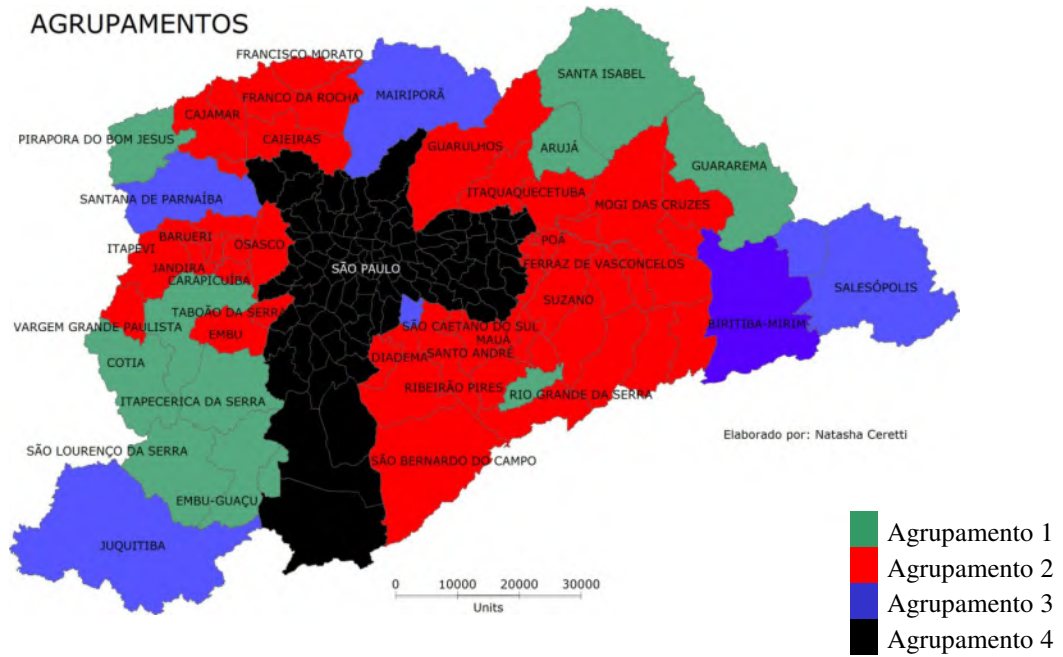 AGRUPAMENTOS
FRANCISCO MORATO
SANTA ISABEL
MAIRIPORÃ
FRANCO DA ROCHA
CAJAMAR
PIRAPORA DO BOM JESUS
CAIEIRAS
GUARULHOS
ARUJÁ
GUARAREMA
ITAQUAQUECETUBA
SANTANA DE PARNAÍBA
MOGI DAS CRUZES
BARUERI
ITAPEVI
OSASCO
POÁ
JANDIRA
SÃO PAULO
FERRAZ DE VASCONCELOS
CARAPICUÍBA
SALESÓPOLIS
SUZANO
TABOÃO DA SERRA
BIRITIBA-MIRIM
VARGEM GRANDE PAULISTA
EMBU
SÃO CAETANO DO SUL
MAUÁ
DIADEMA
SANTO ANDRÉ
COTIA
RIBEIRÃO PIRES
RIO GRANDE DA SERRA
ITAPECERICA DA SERRA
Elaborado por: Natasha Ceretti
SÃO LOURENÇO DA SERRA
SÃO BERNARDO DO CAMPO
EMBU-GUAÇU
JUQUITIBA
0 10000 20000 30000
Units
Agrupamento 1
Agrupamento 2
Agrupamento 3
Agrupamento 4